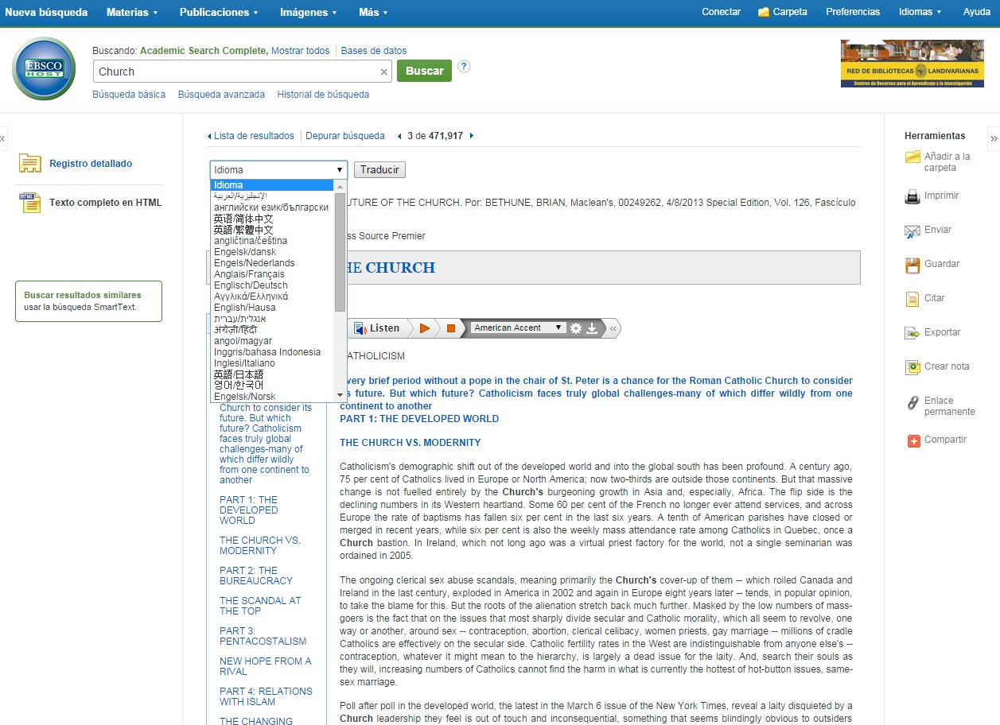 Nueva búsqueda Materias Publicaciones Imágenes Más Conectar Carpeta Preferencias Idiomas Ayuda
EBSCO
HOST
Buscando: Academic Search Complete, Mostrar todos Bases de datos
Church × Buscar ?
Búsqueda básica Búsqueda avanzada Historial de búsqueda
RED DE BIBLIOTECAS LANDIVARIANAS
Centros de Recursos para el Aprendizaje y la Investigación
«
Registro detallado
HTML
Texto completo en HTML
Buscar resultados similares
usar la búsqueda SmartText.
Lista de resultados Depurar búsqueda 3 de 471,917
Idioma Traducir
Idioma
الإنجليزية/العربية
английски език/български
英语/简体中文
英語/繁體中文
angličtina/čeština
Engelsk/dansk
Engels/Nederlands
Anglais/Français
Englisch/Deutsch
Αγγλικά/Ελληνικά
English/Hausa
אנגלית/עברית
अंग्रेज़ी/हिंदी
angol/magyar
Inggris/bahasa Indonesia
Inglesi/Italiano
英語/日本語
영어/한국어
Engelsk/Norsk
UTURE OF THE CHURCH. Por: BETHUNE, BRIAN, Maclean's, 00249262, 4/8/2013 Special Edition, Vol. 126, Fascículo
ss Source Premier
HE CHURCH
Listen American Accent «
ATHOLICISM
very brief period without a pope in the chair of St. Peter is a chance for the Roman Catholic Church to consider
s future. But which future? Catholicism faces truly global challenges-many of which differ wildly from one
continent to another
PART 1: THE DEVELOPED WORLD
THE CHURCH VS. MODERNITY
Catholicism's demographic shift out of the developed world and into the global south has been profound. A century ago,
75 per cent of Catholics lived in Europe or North America; now two-thirds are outside those continents. But that massive
change is not fuelled entirely by the Church's burgeoning growth in Asia and, especially, Africa. The flip side is the
declining numbers in its Western heartland. Some 60 per cent of the French no longer ever attend services, and across
Europe the rate of baptisms has fallen six per cent in the last six years. A tenth of American parishes have closed or
merged in recent years, while six per cent is also the weekly mass attendance rate among Catholics in Quebec, once a
Church bastion. In Ireland, which not long ago was a virtual priest factory for the world, not a single seminarian was
ordained in 2005.
The ongoing clerical sex abuse scandals, meaning primarily the Church's cover-up of them -- which roiled Canada and
Ireland in the last century, exploded in America in 2002 and again in Europe eight years later -- tends, in popular opinion,
to take the blame for this. But the roots of the alienation stretch back much further. Masked by the low numbers of mass-
goers is the fact that on the issues that most sharply divide secular and Catholic morality, which all seem to revolve, one
way or another, around sex -- contraception, abortion, clerical celibacy, women priests, gay marriage -- millions of cradle
Catholics are effectively on the secular side. Catholic fertility rates in the West are indistinguishable from anyone else's --
contraception, whatever it might mean to the hierarchy, is largely a dead issue for the laity. And, search their souls as
they will, increasing numbers of Catholics cannot find the harm in what is currently the hottest of hot-button issues, same-
sex marriage.
Poll after poll in the developed world, the latest in the March 6 issue of the New York Times, reveal a laity disquieted by a
Church leadership they feel is out of touch and inconsequential, something that seems blindingly obvious to outsiders
Church to consider its
future. But which
future? Catholicism
faces truly global
challenges-many of
which differ wildly
from one continent to
another
PART 1: THE
DEVELOPED
WORLD
THE CHURCH VS.
MODERNITY
PART 2: THE
BUREAUCRACY
THE SCANDAL AT
THE TOP
PART 3:
PENTACOSTALISM
NEW HOPE FROM A
RIVAL
PART 4: RELATIONS
WITH ISLAM
THE CHANGING
Herramientas »
Añadir a la
carpeta
Imprimir
Enviar
Guardar
Citar
Exportar
Crear nota
Enlace
permanente
Compartir